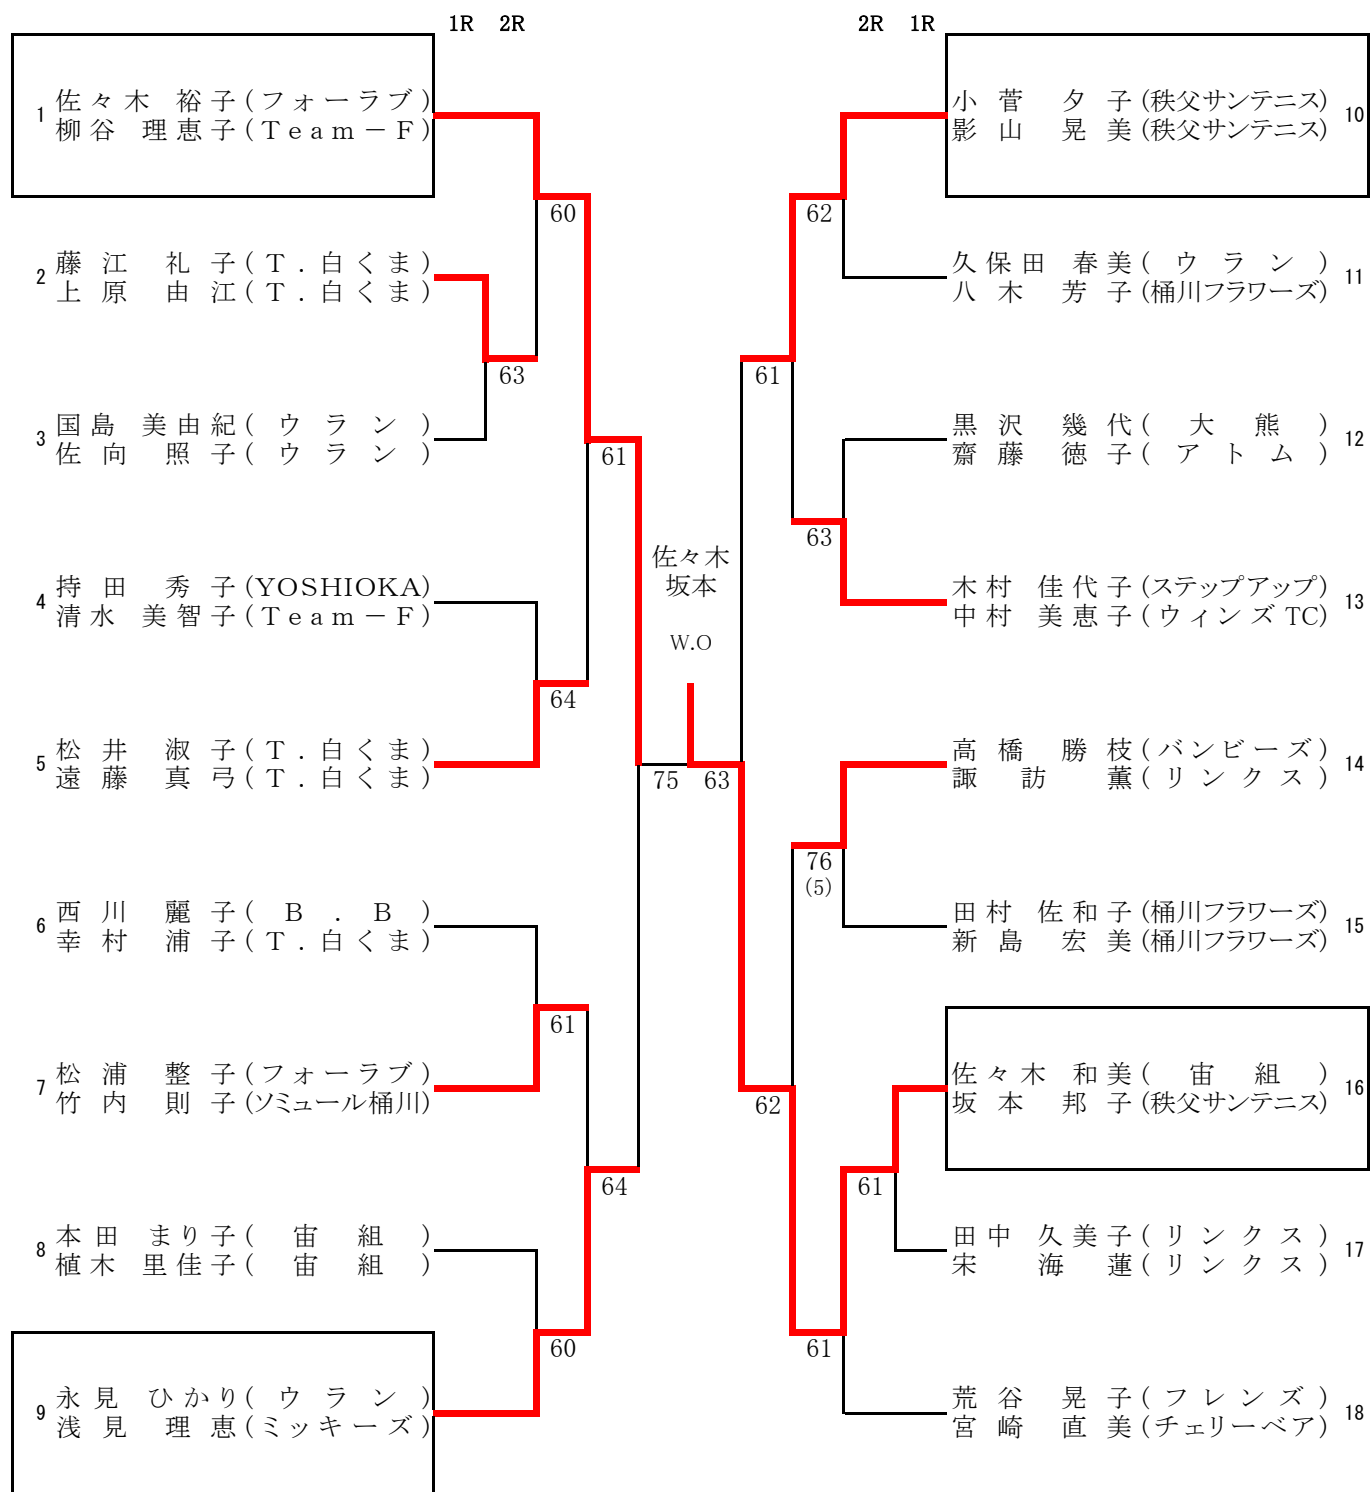 1R 2R
2R 1R
1 佐々木 裕子(フォーラブ)
柳谷 理恵子(Team－F)
60
2 藤江 礼子(T.白くま)
上原 由江(T.白くま)
63
3 国島 美由紀(ウラン)
佐向 照子(ウラン)
61
4 持田 秀子(YOSHIOKA)
清水 美智子(Team－F)
64
5 松井 淑子(T.白くま)
遠藤 真弓(T.白くま)
75
6 西川 麗子(B.B)
幸村 浦子(T.白くま)
61
7 松浦 整子(フォーラブ)
竹内 則子(ソミュール桶川)
64
8 本田 まり子(宙組)
植木 里佳子(宙組)
60
9 永見 ひかり(ウラン)
浅見 理恵(ミッキーズ)
佐々木
坂本
W.O
小菅 夕子(秩父サンテニス) 10
影山 晃美(秩父サンテニス)
62
久保田 春美(ウラン) 11
八木 芳子(桶川フラワーズ)
61
黒沢 幾代(大熊) 12
齋藤 徳子(アトム)
63
木村 佳代子(ステップアップ) 13
中村 美恵子(ウィンズTC)
63
高橋 勝枝(バンビーズ) 14
諏訪 薫(リンクス)
76
(5)
田村 佐和子(桶川フラワーズ) 15
新島 宏美(桶川フラワーズ)
62
佐々木 和美(宙組) 16
坂本 邦子(秩父サンテニス)
61
田中 久美子(リンクス) 17
宋 海蓮(リンクス)
61
荒谷 晃子(フレンズ) 18
宮崎 直美(チェリーベア)